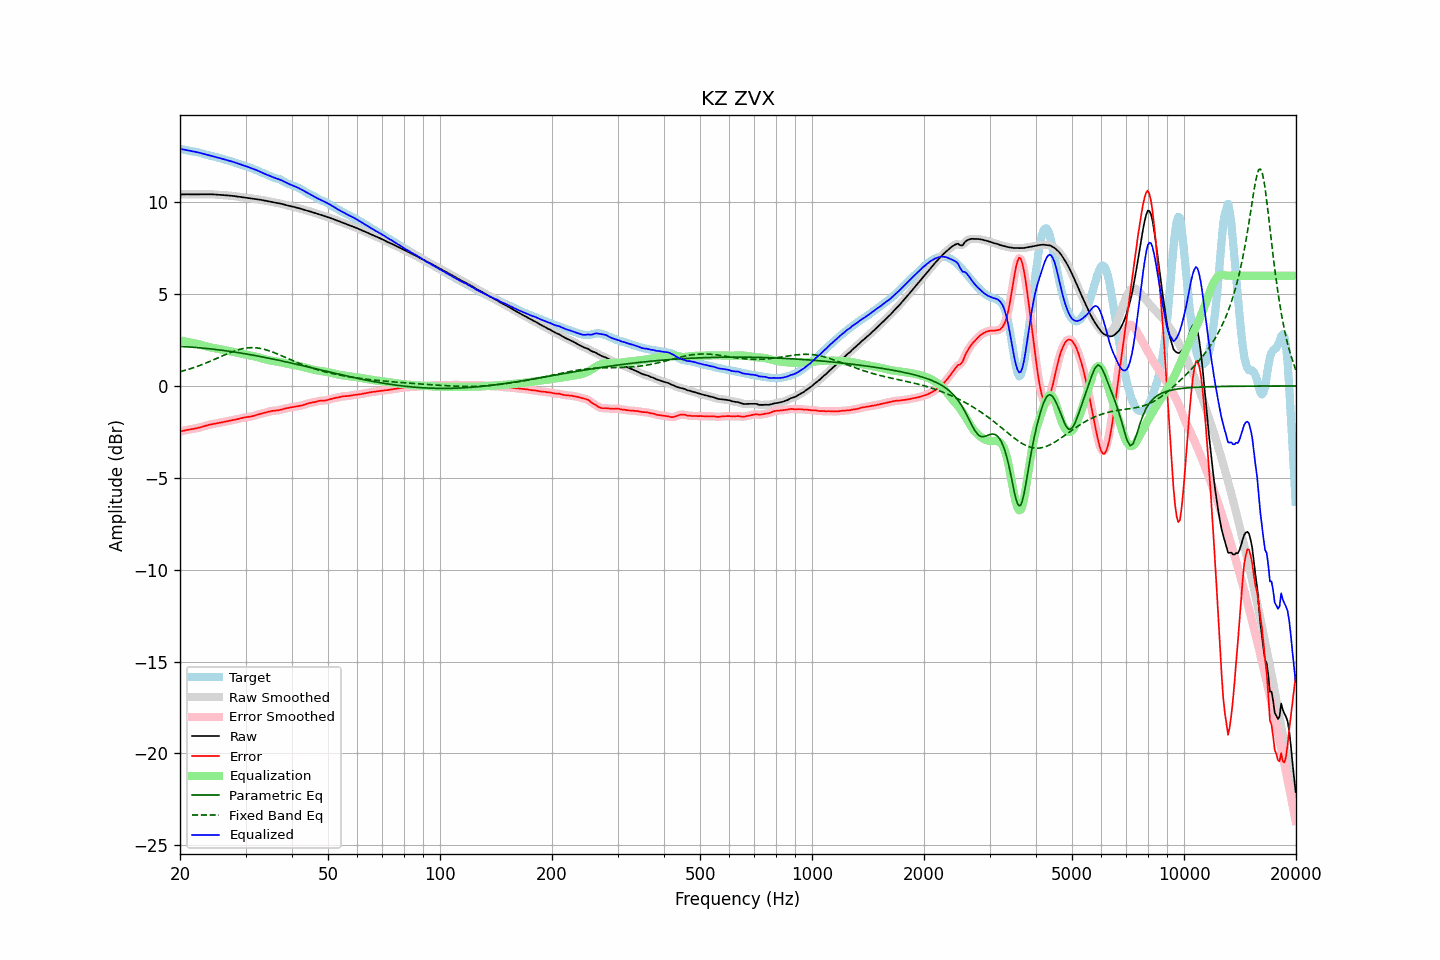 KZ ZVX
Amplitude (dBr)
10
5
0
−5
−10
−15
−20
−25
Target
Raw Smoothed
Error Smoothed
Raw
Error
Equalization
Parametric Eq
Fixed Band Eq
Equalized
20 50 100 200 500 1000 2000 5000 10000 20000
Frequency (Hz)